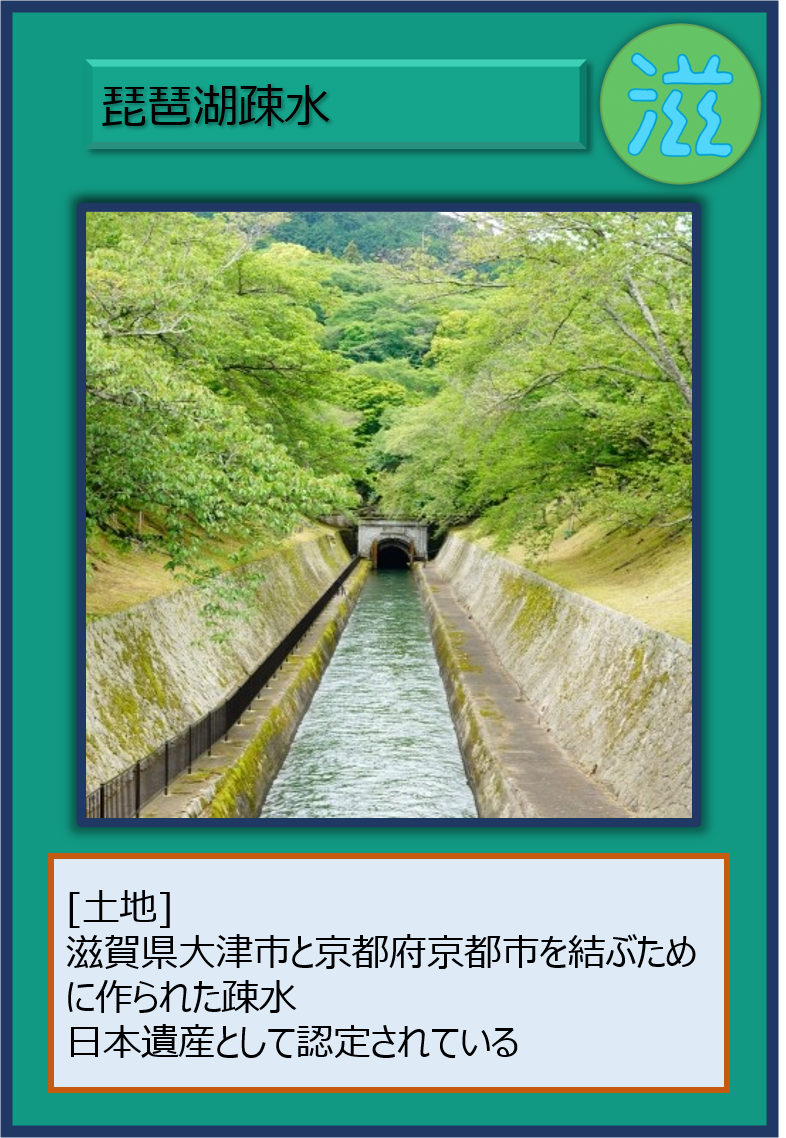 琵琶湖疎水
滋
[土地]
滋賀県大津市と京都府京都市を結ぶため
に作られた疎水
日本遺産として認定されている